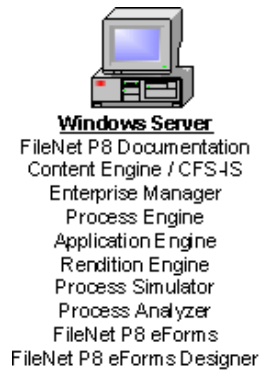 Windows Server
FileNet P8 Documentation
Content Engine / CFS-IS
Enterprise Manager
Process Engine
Application Engine
Rendition Engine
Process Simulator
Process Analyzer
FileNet P8 eForms
FileNet P8 eForms Designer